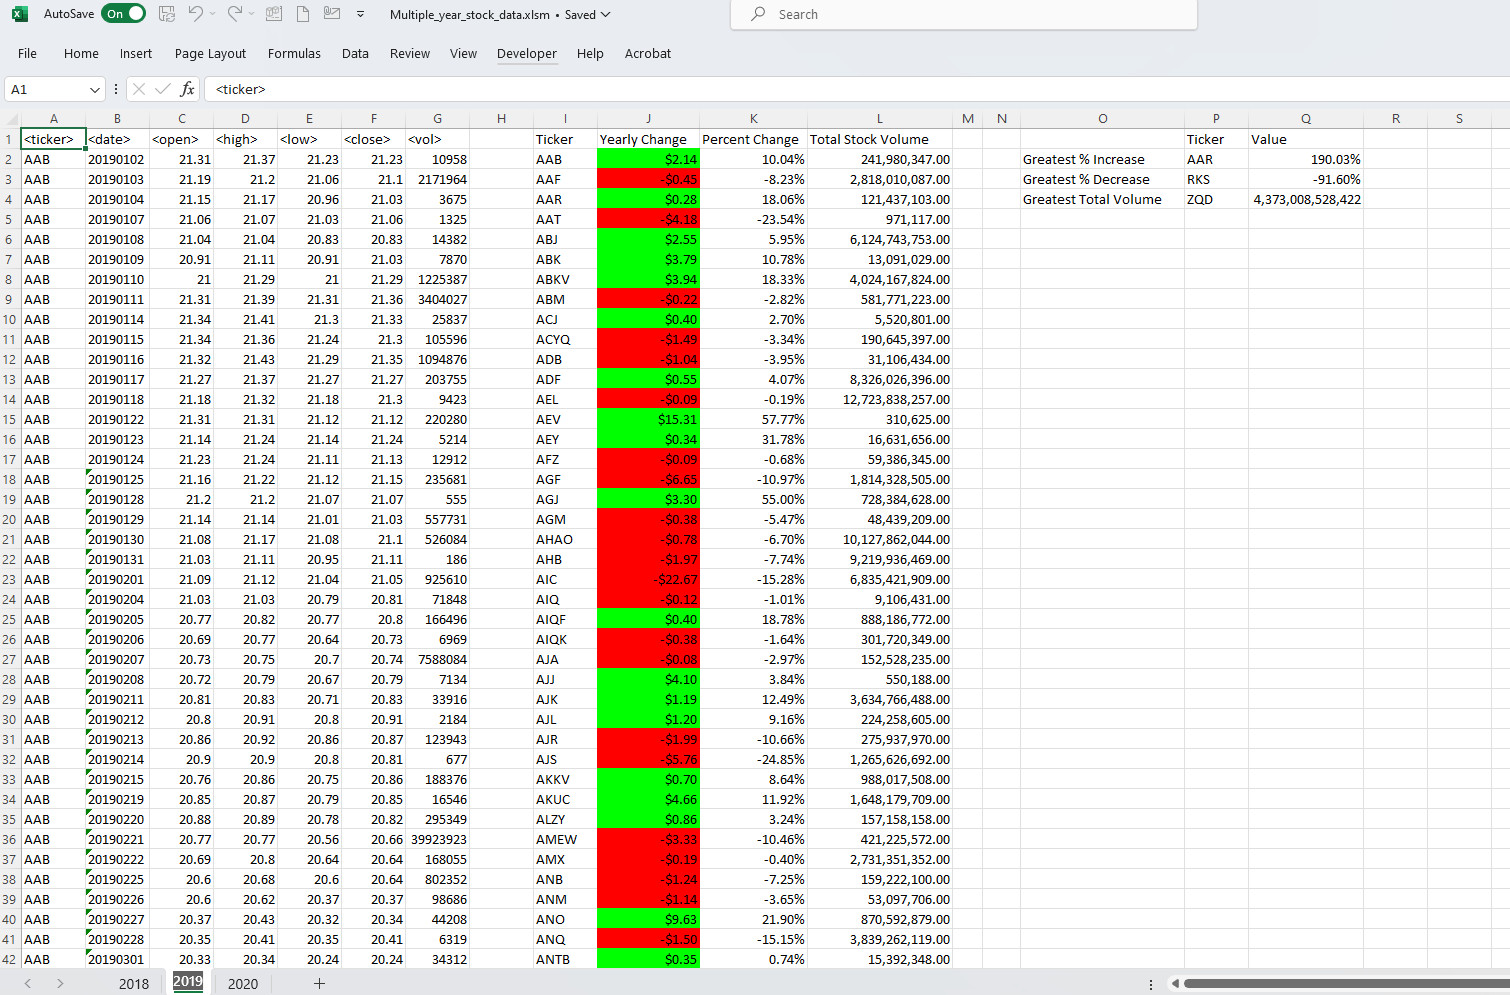 AutoSave On Multiple_year_stock_data.xlsm • Saved Search
File Home Insert Page Layout Formulas Data Review View Developer Help Acrobat
A1 fx <ticker>
A B C D E F G H I J K L M N O P Q R S
1 <ticker> <date> <open> <high> <low> <close> <vol> Ticker Yearly Change Percent Change Total Stock Volume Ticker Value
2 AAB 20190102 21.31 21.37 21.23 21.23 10958 AAB $2.14 10.04% 241,980,347.00 Greatest % Increase AAR 190.03%
3 AAB 20190103 21.19 21.2 21.06 21.1 2171964 AAF -$0.45 -8.23% 2,818,010,087.00 Greatest % Decrease RKS -91.60%
4 AAB 20190104 21.15 21.17 20.96 21.03 3675 AAR $0.28 18.06% 121,437,103.00 Greatest Total Volume ZQD 4,373,008,528,422
5 AAB 20190107 21.06 21.07 21.03 21.06 1325 AAT -$4.18 -23.54% 971,117.00
6 AAB 20190108 21.04 21.04 20.83 20.83 14382 ABJ $2.55 5.95% 6,124,743,753.00
7 AAB 20190109 20.91 21.11 20.91 21.03 7870 ABK $3.79 10.78% 13,091,029.00
8 AAB 20190110 21 21.29 21 21.29 1225387 ABKV $3.94 18.33% 4,024,167,824.00
9 AAB 20190111 21.31 21.39 21.31 21.36 3404027 ABM -$0.22 -2.82% 581,771,223.00
10 AAB 20190114 21.34 21.41 21.3 21.33 25837 ACJ $0.40 2.70% 5,520,801.00
11 AAB 20190115 21.34 21.36 21.24 21.3 105596 ACYQ -$1.49 -3.34% 190,645,397.00
12 AAB 20190116 21.32 21.43 21.29 21.35 1094876 ADB -$1.04 -3.95% 31,106,434.00
13 AAB 20190117 21.27 21.37 21.27 21.27 203755 ADF $0.55 4.07% 8,326,026,396.00
14 AAB 20190118 21.18 21.32 21.18 21.3 9423 AEL -$0.09 -0.19% 12,723,838,257.00
15 AAB 20190122 21.31 21.31 21.12 21.12 220280 AEV $15.31 57.77% 310,625.00
16 AAB 20190123 21.14 21.24 21.14 21.24 5214 AEY $0.34 31.78% 16,631,656.00
17 AAB 20190124 21.23 21.24 21.11 21.13 12912 AFZ -$0.09 -0.68% 59,386,345.00
18 AAB 20190125 21.16 21.22 21.12 21.15 235681 AGF -$6.65 -10.97% 1,814,328,505.00
19 AAB 20190128 21.2 21.2 21.07 21.07 555 AGJ $3.30 55.00% 728,384,628.00
20 AAB 20190129 21.14 21.14 21.01 21.03 557731 AGM -$0.38 -5.47% 48,439,209.00
21 AAB 20190130 21.08 21.17 21.08 21.1 526084 AHAO -$0.78 -6.70% 10,127,862,044.00
22 AAB 20190131 21.03 21.11 20.95 21.11 186 AHB -$1.97 -7.74% 9,219,936,469.00
23 AAB 20190201 21.09 21.12 21.04 21.05 925610 AIC -$22.67 -15.28% 6,835,421,909.00
24 AAB 20190204 21.03 21.03 20.79 20.81 71848 AIQ -$0.12 -1.01% 9,106,431.00
25 AAB 20190205 20.77 20.82 20.77 20.8 166496 AIQF $0.40 18.78% 888,186,772.00
26 AAB 20190206 20.69 20.77 20.64 20.73 6969 AIQK -$0.38 -1.64% 301,720,349.00
27 AAB 20190207 20.73 20.75 20.7 20.74 7588084 AJA -$0.08 -2.97% 152,528,235.00
28 AAB 20190208 20.72 20.79 20.67 20.79 7134 AJJ $4.10 3.84% 550,188.00
29 AAB 20190211 20.81 20.83 20.71 20.83 33916 AJK $1.19 12.49% 3,634,766,488.00
30 AAB 20190212 20.8 20.91 20.8 20.91 2184 AJL $1.20 9.16% 224,258,605.00
31 AAB 20190213 20.86 20.92 20.86 20.87 123943 AJR -$1.99 -10.66% 275,937,970.00
32 AAB 20190214 20.9 20.9 20.8 20.81 677 AJS -$5.76 -24.85% 1,265,626,692.00
33 AAB 20190215 20.76 20.86 20.75 20.86 188376 AKKV $0.70 8.64% 988,017,508.00
34 AAB 20190219 20.85 20.87 20.79 20.85 16546 AKUC $4.66 11.92% 1,648,179,709.00
35 AAB 20190220 20.88 20.89 20.78 20.82 295349 ALZY $0.86 3.24% 157,158,158.00
36 AAB 20190221 20.77 20.77 20.56 20.66 39923923 AMEW -$3.33 -10.46% 421,225,572.00
37 AAB 20190222 20.69 20.8 20.64 20.64 168055 AMX -$0.19 -0.40% 2,731,351,352.00
38 AAB 20190225 20.6 20.68 20.6 20.64 802352 ANB -$1.24 -7.25% 159,222,100.00
39 AAB 20190226 20.6 20.62 20.37 20.37 98686 ANM -$1.14 -3.65% 53,097,706.00
40 AAB 20190227 20.37 20.43 20.32 20.34 44208 ANO $9.63 21.90% 870,592,879.00
41 AAB 20190228 20.35 20.41 20.35 20.41 6319 ANQ -$1.50 -15.15% 3,839,262,119.00
42 AAB 20190301 20.33 20.34 20.24 20.24 34312 ANTB $0.35 0.74% 15,392,348.00
2018 2019 2020 +